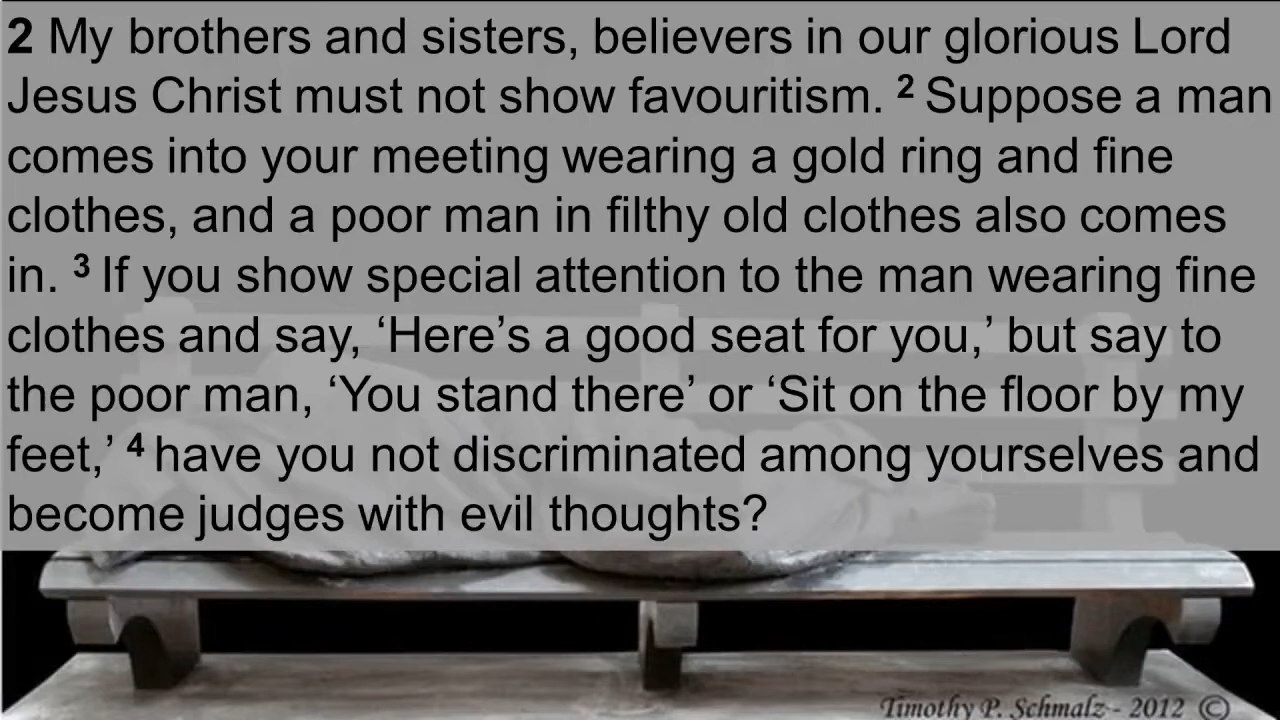 2 My brothers and sisters, believers in our glorious Lord
Jesus Christ must not show favouritism. 2 Suppose a man
comes into your meeting wearing a gold ring and fine
clothes, and a poor man in filthy old clothes also comes
in. 3 If you show special attention to the man wearing fine
clothes and say, ‘Here’s a good seat for you,’ but say to
the poor man, ‘You stand there’ or ‘Sit on the floor by my
feet,’ 4 have you not discriminated among yourselves and
become judges with evil thoughts?
Timothy P. Schmalz - 2012 ©